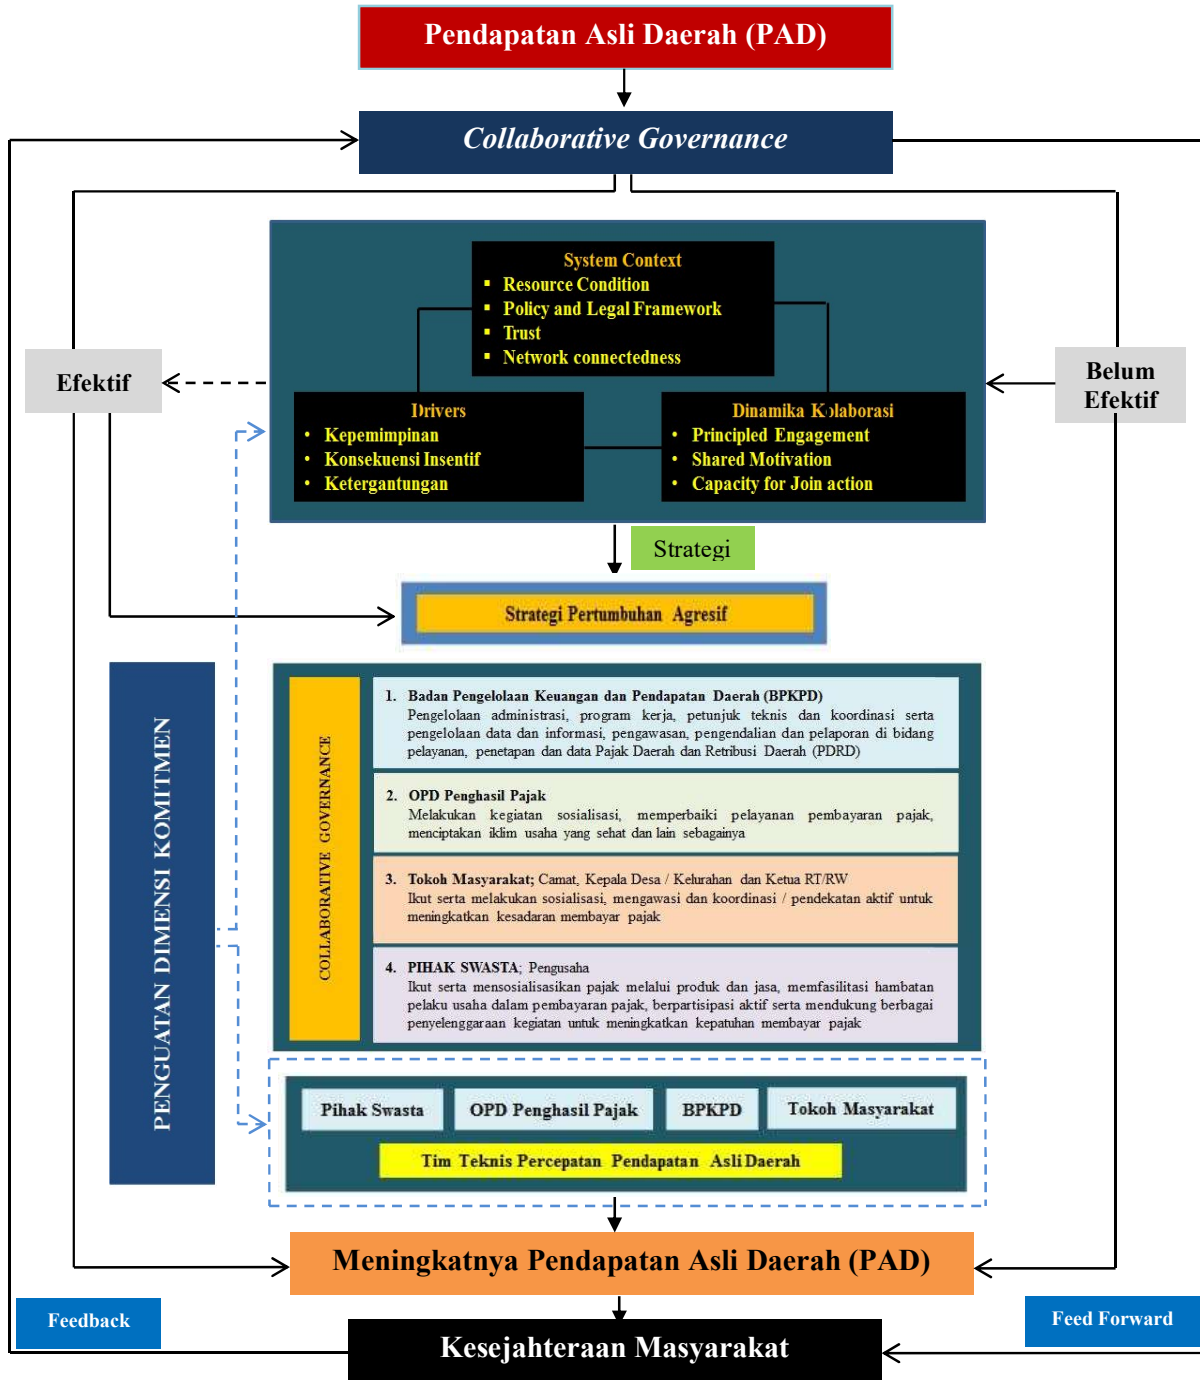 Pendapatan Asli Daerah (PAD)
Collaborative Governance
System Context
▪ Resource Condition
▪ Policy and Legal Framework
▪ Trust
▪ Network connectedness
Efektif
Belum
Efektif
Drivers
• Kepemimpinan
• Konsekuensi Insentif
• Ketergantungan
Dinamika Kolaborasi
• Principled Engagement
• Shared Motivation
• Capacity for Join action
Strategi
Strategi Pertumbuhan Agresif
PENGUATAN DIMENSI KOMITMEN
COLLABORATIVE GOVERNANCE
1. Badan Pengelolaan Keuangan dan Pendapatan Daerah (BPKPD)
Pengelolaan administrasi, program kerja, petunjuk teknis dan koordinasi serta
pengelolaan data dan informasi, pengawasan, pengendalian dan pelaporan di bidang
pelayanan, penetapan dan data Pajak Daerah dan Retribusi Daerah (PDRD)
2. OPD Penghasil Pajak
Melakukan kegiatan sosialisasi, memperbaiki pelayanan pembayaran pajak,
menciptakan iklim usaha yang sehat dan lain sebagainya
3. Tokoh Masyarakat; Camat, Kepala Desa / Kelurahan dan Ketua RT/RW
Ikut serta melakukan sosialisasi, mengawasi dan koordinasi / pendekatan aktif untuk
meningkatkan kesadaran membayar pajak
4. PIHAK SWASTA; Pengusaha
Ikut serta mensosialisasikan pajak melalui produk dan jasa, memfasilitasi hambatan
pelaku usaha dalam pembayaran pajak, berpartisipasi aktif serta mendukung berbagai
penyelenggaraan kegiatan untuk meningkatkan kepatuhan membayar pajak
Pihak Swasta
OPD Penghasil Pajak
BPKPD
Tokoh Masyarakat
Tim Teknis Percepatan Pendapatan Asli Daerah
Meningkatnya Pendapatan Asli Daerah (PAD)
Feedback
Feed Forward
Kesejahteraan Masyarakat